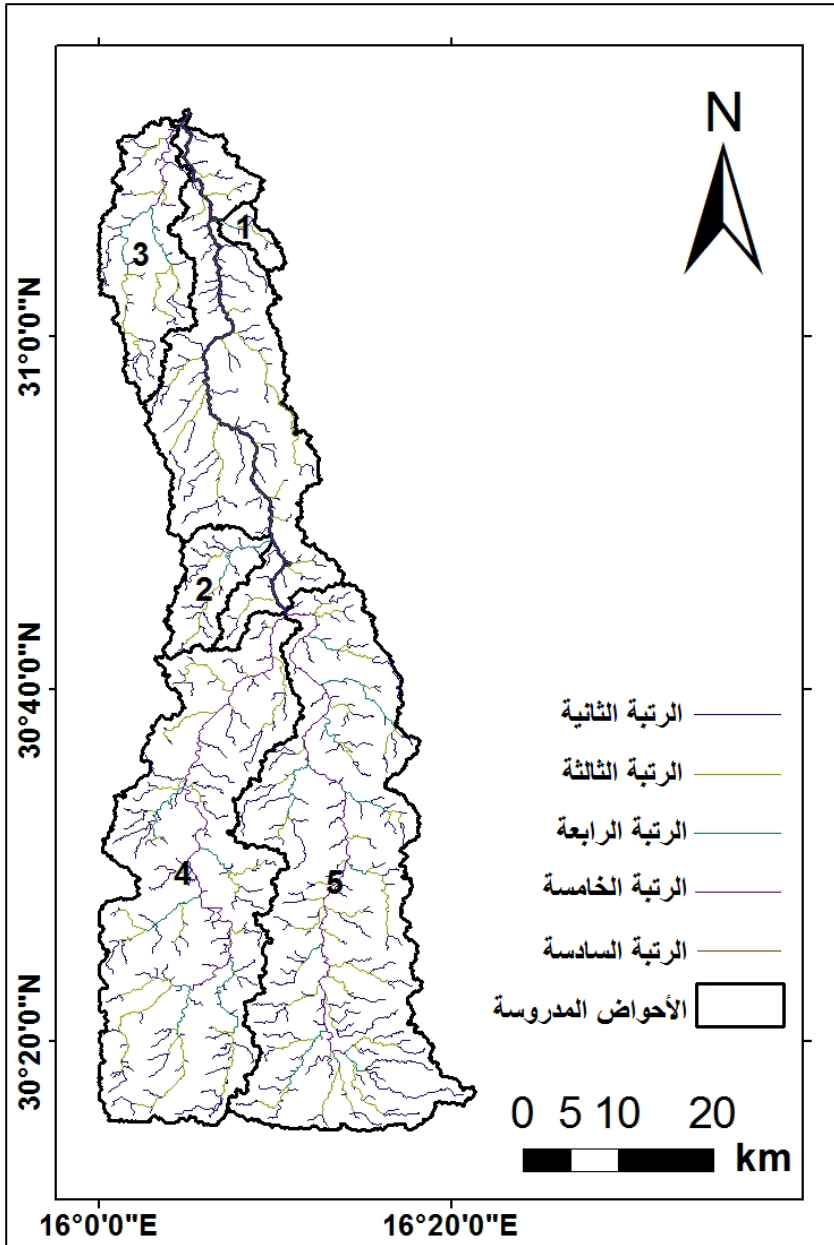 N
1
3
31°0'0"N
2
30°40'0"N
الرتبة الثانية
الرتبة الثالثة
الرتبة الرابعة
الرتبة الخامسة
الرتبة السادسة
الأحواض المدروسة
4
5
30°20'0"N
0 5 10 20
km
16°0'0"E 16°20'0"E